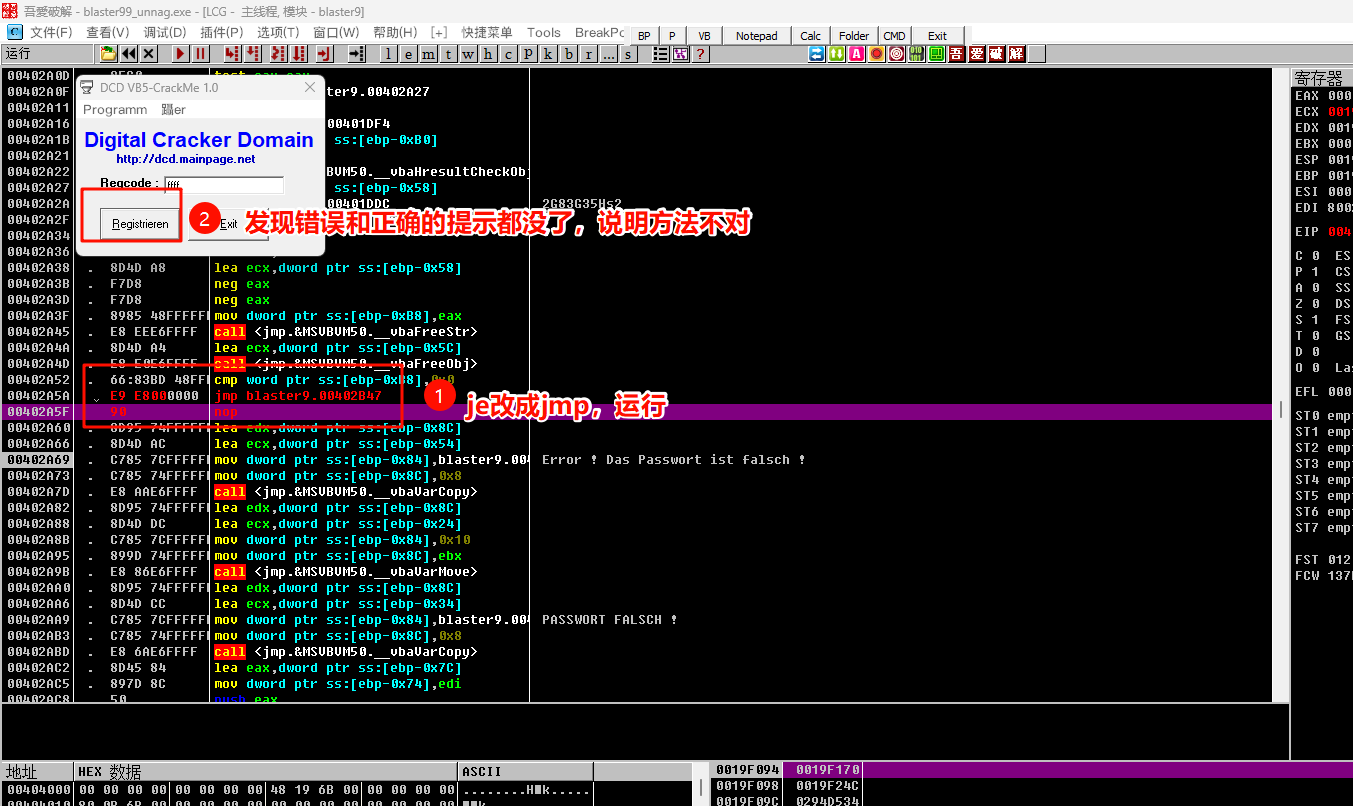 吾愛破解 - blaster99_unnag.exe - [LCG - 主线程, 模块 - blaster9]
文件(F) 查看(V) 调试(D) 插件(P) 选项(T) 窗口(W) 帮助(H) [+] 快捷菜单 Tools BreakPo BP P VB Notepad Calc Folder CMD Exit
运行 l e m t w h c p k b r ... s ? A 吾 爱 破 解
00402A0D
00402A0F ter9.00402A27
00402A11
00402A16 00401DF4
00402A1B ss:[ebp-0xB0]
00402A21
00402A22 BVM50.__vbaHresultCheckObj
00402A27 ss:[ebp-0x58]
00402A2A 00401DDC 2G83G35Hs2
00402A2F
00402A34
00402A36
00402A38 . 8D4D A8 lea ecx,dword ptr ss:[ebp-0x58]
00402A3B . F7D8 neg eax
00402A3D . F7D8 neg eax
00402A3F . 8985 48FFFFFF mov dword ptr ss:[ebp-0xB8],eax
00402A45 . E8 EEE6FFFF call <jmp.&MSVBVM50.__vbaFreeStr>
00402A4A . 8D4D A4 lea ecx,dword ptr ss:[ebp-0x5C]
00402A4D . E8 E0E6FFFF call <jmp.&MSVBVM50.__vbaFreeObj>
00402A52 . 66:83BD 48FFI cmp word ptr ss:[ebp-0xB8],0x0
00402A5A . E9 E8000000 jmp blaster9.00402B47
00402A5F 90 nop
00402A60 . 8D95 74FFFFFF lea edx,dword ptr ss:[ebp-0x8C]
00402A66 . 8D4D AC lea ecx,dword ptr ss:[ebp-0x54]
00402A69 . C785 7CFFFFFF mov dword ptr ss:[ebp-0x84],blaster9.004 Error ! Das Passwort ist falsch !
00402A73 . C785 74FFFFFF mov dword ptr ss:[ebp-0x8C],0x8
00402A7D . E8 AAE6FFFF call <jmp.&MSVBVM50.__vbaVarCopy>
00402A82 . 8D95 74FFFFFF lea edx,dword ptr ss:[ebp-0x8C]
00402A88 . 8D4D DC lea ecx,dword ptr ss:[ebp-0x24]
00402A8B . C785 7CFFFFFF mov dword ptr ss:[ebp-0x84],0x10
00402A95 . 899D 74FFFFFF mov dword ptr ss:[ebp-0x8C],ebx
00402A9B . E8 86E6FFFF call <jmp.&MSVBVM50.__vbaVarMove>
00402AA0 . 8D95 74FFFFFF lea edx,dword ptr ss:[ebp-0x8C]
00402AA6 . 8D4D CC lea ecx,dword ptr ss:[ebp-0x34]
00402AA9 . C785 7CFFFFFF mov dword ptr ss:[ebp-0x84],blaster9.004 PASSWORT FALSCH !
00402AB3 . C785 74FFFFFF mov dword ptr ss:[ebp-0x8C],0x8
00402ABD . E8 6AE6FFFF call <jmp.&MSVBVM50.__vbaVarCopy>
00402AC2 . 8D45 84 lea eax,dword ptr ss:[ebp-0x7C]
00402AC5 . 897D 8C mov dword ptr ss:[ebp-0x74],edi
00402AC8 . 50 push eax
DCD VB5-CrackMe 1.0
Programm 蹋er
Digital Cracker Domain
http://dcd.mainpage.net
Regcode : ffff
Registrieren Exit
2 发现错误和正确的提示都没了，说明方法不对
1 je改成jmp，运行
寄存器
EAX 000
ECX 0019
EDX 0019
EBX 000
ESP 0019
EBP 0019
ESI 000
EDI 8002
EIP 004
C 0 ES
P 1 CS
A 0 SS
Z 0 DS
S 1 FS
T 0 GS
D 0
O 0 Las
EFL 000
ST0 empt
ST1 empt
ST2 empt
ST3 empt
ST4 empt
ST5 empt
ST6 empt
ST7 empt
FST 012
FCW 137
地址 HEX 数据 ASCII
00404000 00 00 00 00 00 00 00 00 48 19 6B 00 00 00 00 00
0019F094 0019F170
0019F098 0019F24C
0019F09C 0294D534